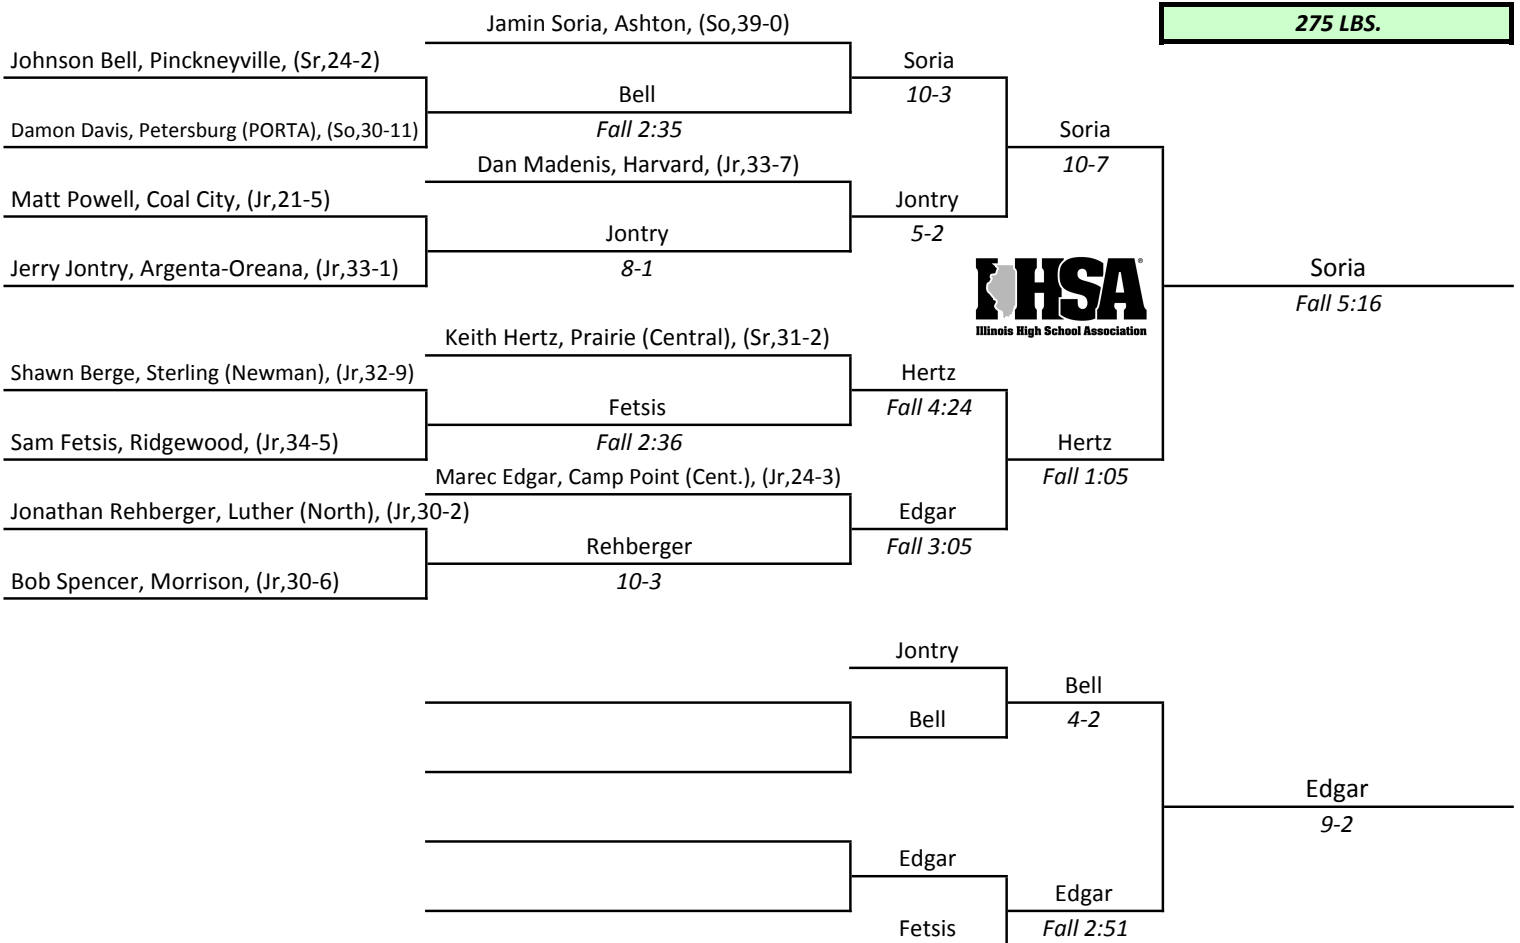 Jamin Soria, Ashton, (So,39-0)
275 LBS.
Johnson Bell, Pinckneyville, (Sr,24-2)
Soria
Bell
10-3
Damon Davis, Petersburg (PORTA), (So,30-11)
Fall 2:35
Soria
Dan Madenis, Harvard, (Jr,33-7)
10-7
Matt Powell, Coal City, (Jr,21-5)
Jontry
Jontry
5-2
Jerry Jontry, Argenta-Oreana, (Jr,33-1)
8-1
IHSA
Illinois High School Association
Soria
Fall 5:16
Keith Hertz, Prairie (Central), (Sr,31-2)
Shawn Berge, Sterling (Newman), (Jr,32-9)
Hertz
Fetsis
Fall 4:24
Sam Fetsis, Ridgewood, (Jr,34-5)
Fall 2:36
Hertz
Marec Edgar, Camp Point (Cent.), (Jr,24-3)
Fall 1:05
Jonathan Rehberger, Luther (North), (Jr,30-2)
Edgar
Rehberger
Fall 3:05
Bob Spencer, Morrison, (Jr,30-6)
10-3
Jontry
Bell
Bell
4-2
Edgar
9-2
Edgar
Edgar
Fetsis
Fall 2:51